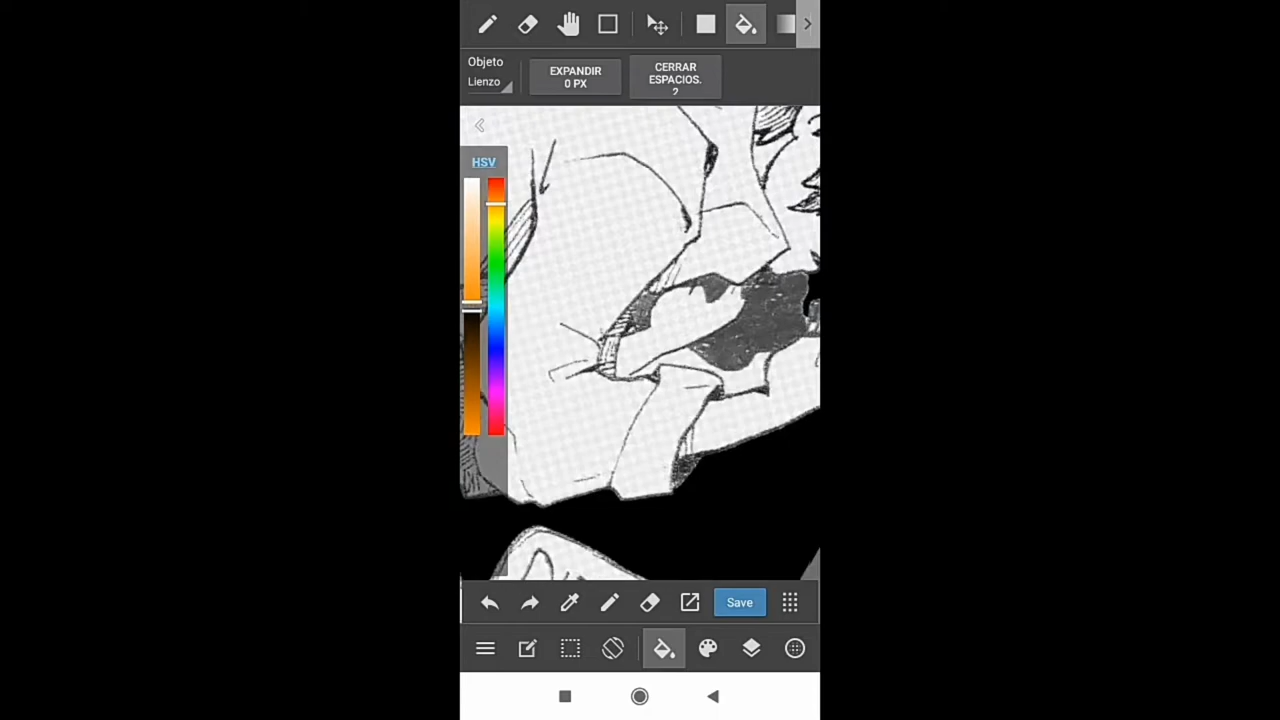 Objeto
Lienzo
EXPANDIR
0 PX
CERRAR
ESPACIOS.
HSV
Save